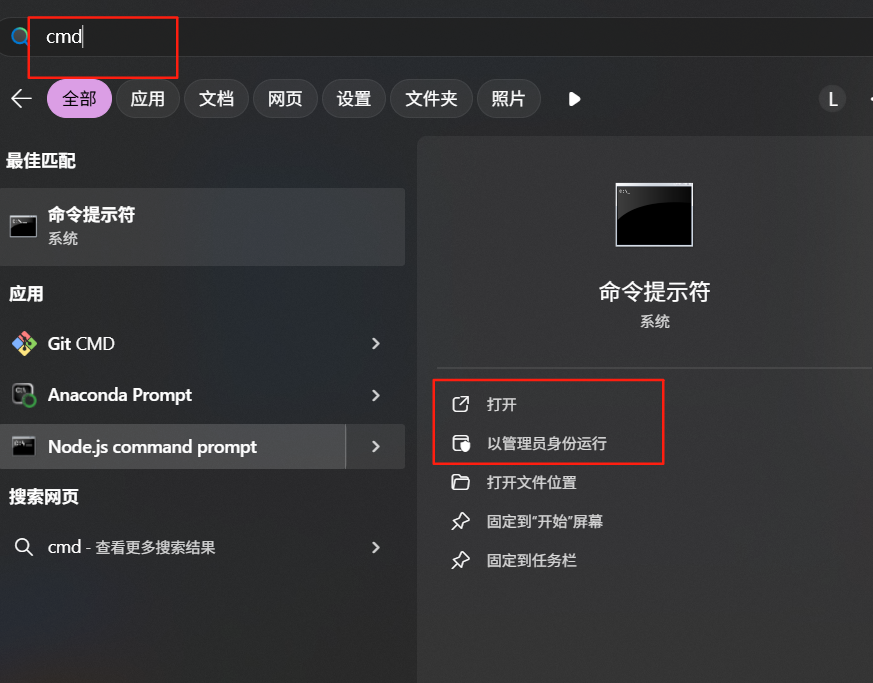 cmd
全部 应用 文档 网页 设置 文件夹 照片 L
最佳匹配
命令提示符
系统
应用
Git CMD
Anaconda Prompt
Node.js command prompt
搜索网页
cmd - 查看更多搜索结果
命令提示符
系统
打开
以管理员身份运行
打开文件位置
固定到"开始"屏幕
固定到任务栏